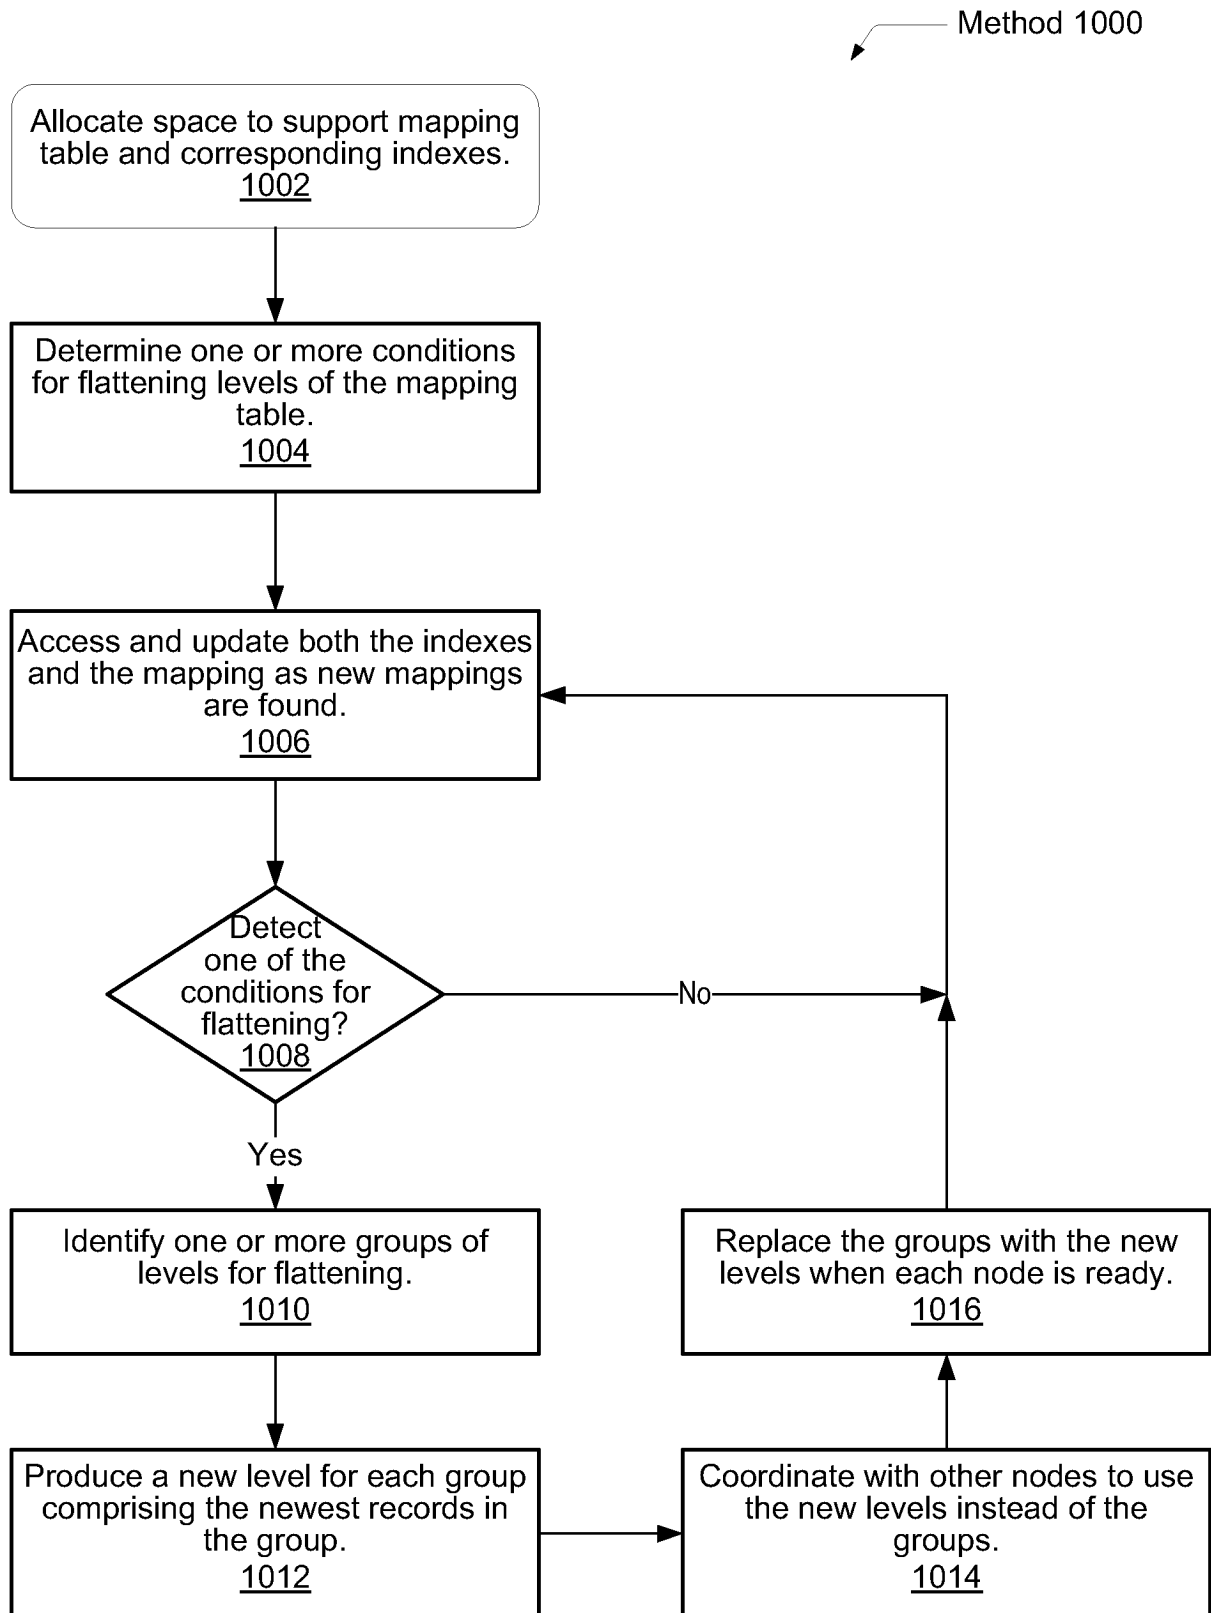 Method 1000
Allocate space to support mapping
table and corresponding indexes.
1002
Determine one or more conditions
for flattening levels of the mapping
table.
1004
Access and update both the indexes
and the mapping as new mappings
are found.
1006
Detect
one of the
conditions for
flattening?
1008
No
Yes
Identify one or more groups of
levels for flattening.
1010
Produce a new level for each group
comprising the newest records in
the group.
1012
Coordinate with other nodes to use
the new levels instead of the
groups.
1014
Replace the groups with the new
levels when each node is ready.
1016